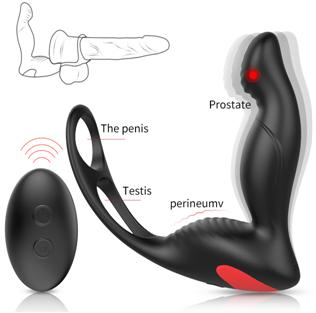 Prostate
The penis
Testis
perineumv